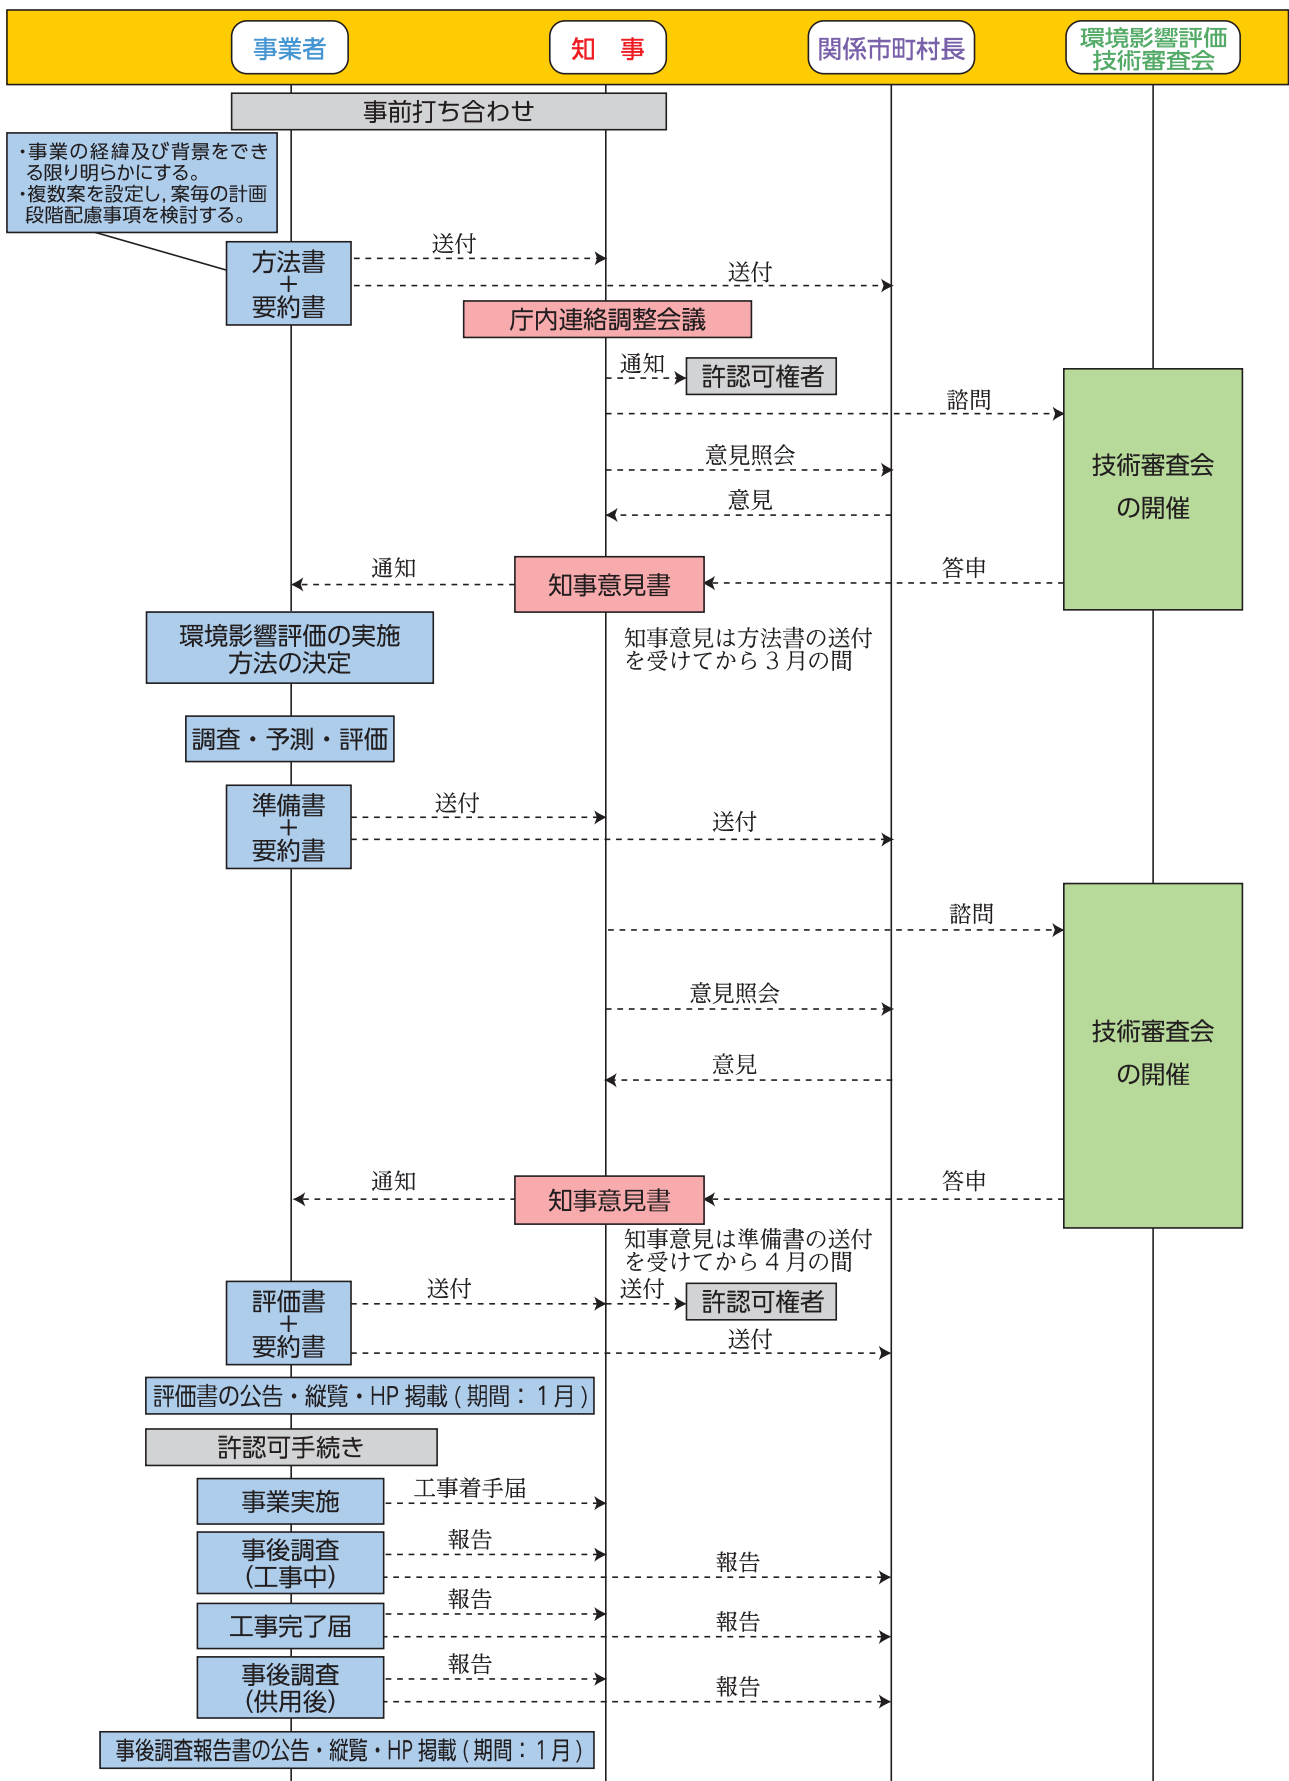 事業者
知　事
関係市町村長
環境影響評価
技術審査会
事前打ち合わせ
・事業の経緯及び背景をでき
る限り明らかにする。
・複数案を設定し，案毎の計画
段階配慮事項を検討する。
方法書
＋
要約書
送付
送付
庁内連絡調整会議
通知
許認可権者
諮問
意見照会
意見
技術審査会
の開催
通知
知事意見書
答申
環境影響評価の実施
方法の決定
知事意見は方法書の送付
を受けてから３月の間
調査・予測・評価
準備書
＋
要約書
送付
送付
諮問
意見照会
意見
技術審査会
の開催
通知
知事意見書
答申
知事意見は準備書の送付
を受けてから４月の間
評価書
＋
要約書
送付
送付
許認可権者
送付
評価書の公告・縦覧・HP 掲載 ( 期間：１月 )
許認可手続き
事業実施
工事着手届
事後調査
（工事中）
報告
報告
工事完了届
報告
報告
事後調査
（供用後）
報告
報告
事後調査報告書の公告・縦覧・HP 掲載 ( 期間：１月 )